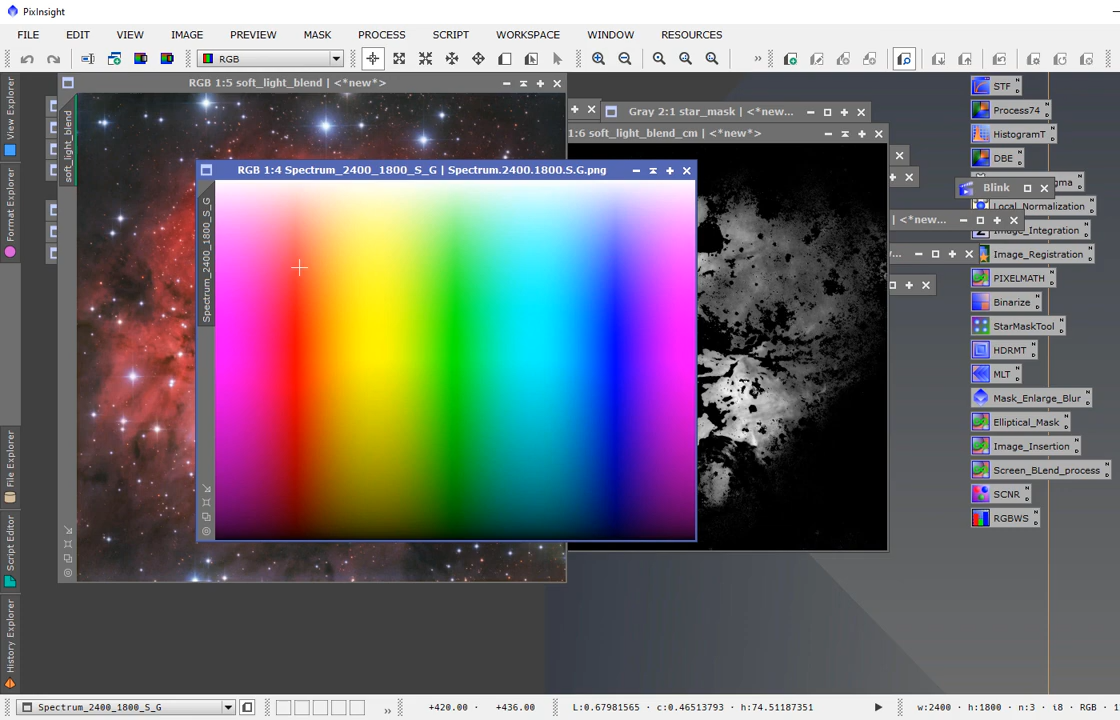 PixInsight
FILE EDIT VIEW IMAGE PREVIEW MASK PROCESS SCRIPT WORKSPACE WINDOW RESOURCES
RGB
»
»
View Explorer
Format Explorer
File Explorer
Script Editor
History Explorer
RGB 1:5 soft_light_blend | <*new*>
soft_light_blend
Gray 2:1 star_mask | <*new...
1:6 soft_light_blend_cm | <*new*>
RGB 1:4 Spectrum_2400_1800_S_G | Spectrum.2400.1800.S.G.png
Spectrum_2400_1800_S_G
| <*new...
Blink
STF
Process74
HistogramT
DBE
Local_Normalization
Image_Integration
Image_Registration
PIXELMATH
Binarize
StarMaskTool
HDRMT
MLT
Mask_Enlarge_Blur
Elliptical_Mask
Image_Insertion
Screen_BLend_process
SCNR
RGBWS
Spectrum_2400_1800_S_G
»
+420.00 · +436.00
L:0.67981565 · c:0.46513793 · h:74.51187351
w:2400 · h:1800 · n:3 · i8 · RGB ·